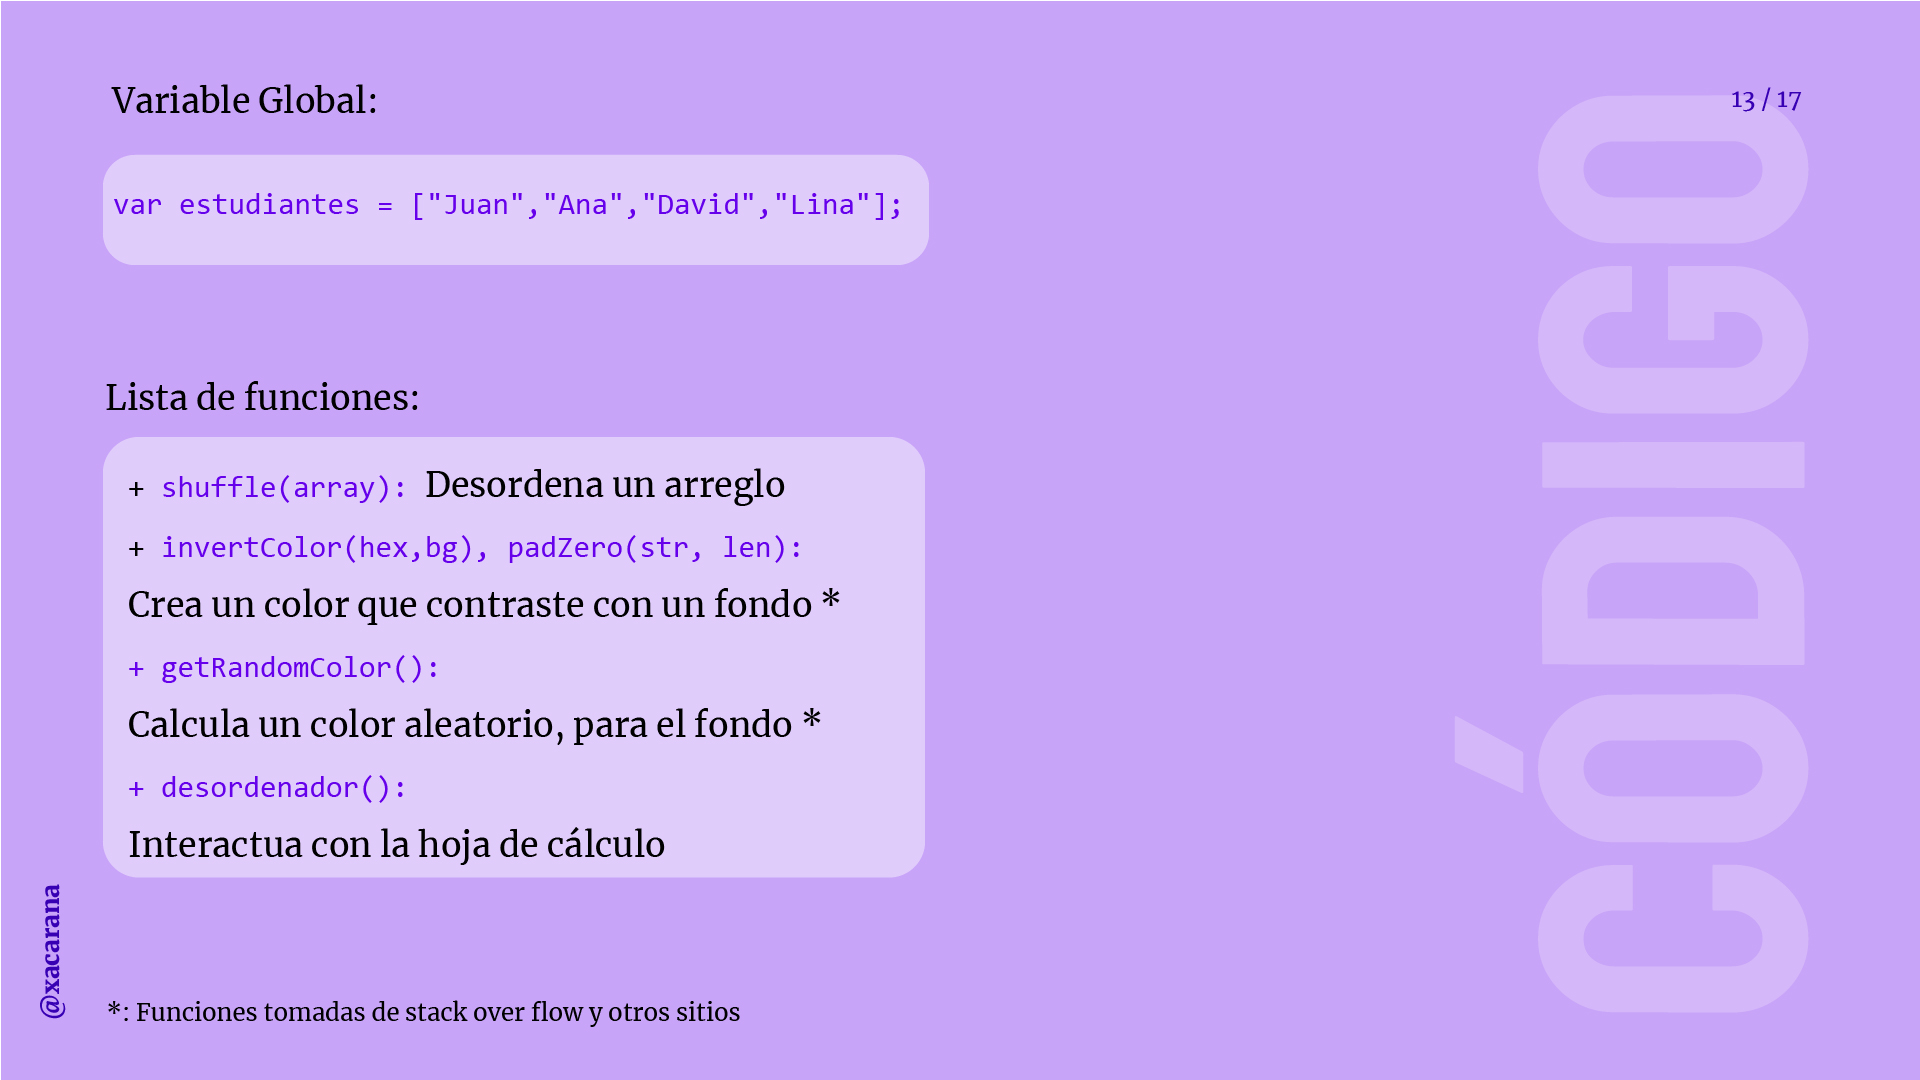 Variable Global:
13 / 17
var estudiantes = ["Juan","Ana","David","Lina"];
Lista de funciones:
+ shuffle(array): Desordena un arreglo
+ invertColor(hex,bg), padZero(str, len):
Crea un color que contraste con un fondo *
+ getRandomColor():
Calcula un color aleatorio, para el fondo *
+ desordenador():
Interactua con la hoja de cálculo
*: Funciones tomadas de stack over flow y otros sitios
@xacarana
CÓDIGO